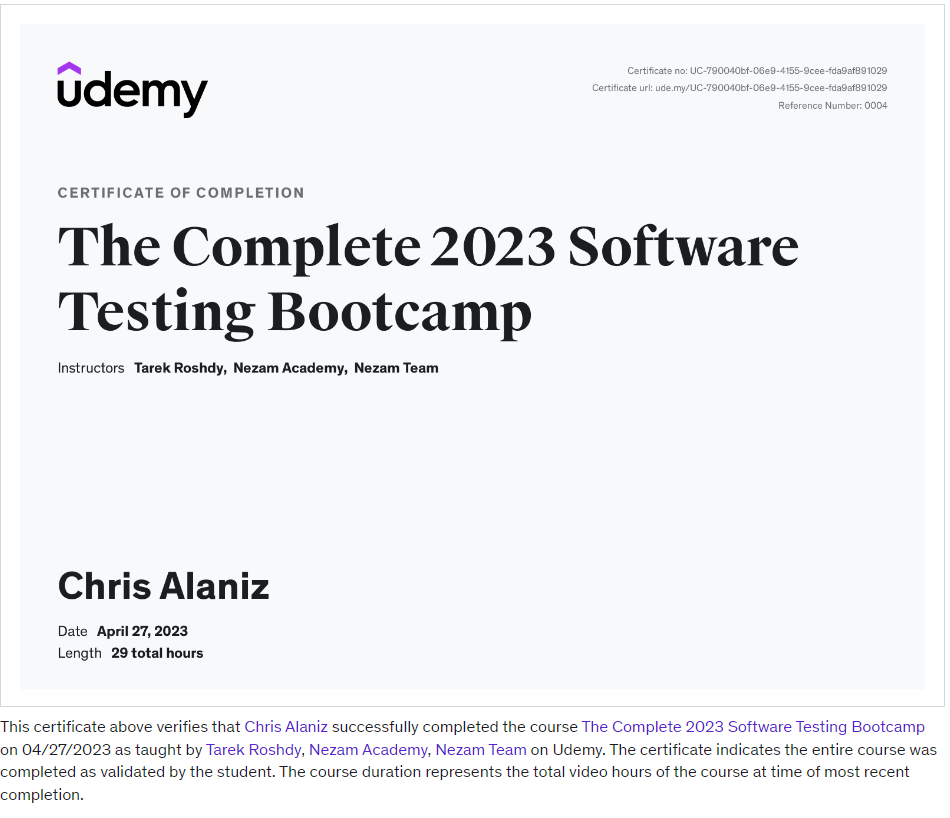 udemy
Certificate no: UC-790040bf-06e9-4155-9cee-fda9af891029
Certificate url: ude.my/UC-790040bf-06e9-4155-9cee-fda9af891029
Reference Number: 0004
CERTIFICATE OF COMPLETION
The Complete 2023 Software
Testing Bootcamp
Instructors Tarek Roshdy, Nezam Academy, Nezam Team
Chris Alaniz
Date April 27, 2023
Length 29 total hours
This certificate above verifies that Chris Alaniz successfully completed the course The Complete 2023 Software Testing Bootcamp
on 04/27/2023 as taught by Tarek Roshdy, Nezam Academy, Nezam Team on Udemy. The certificate indicates the entire course was
completed as validated by the student. The course duration represents the total video hours of the course at time of most recent
completion.